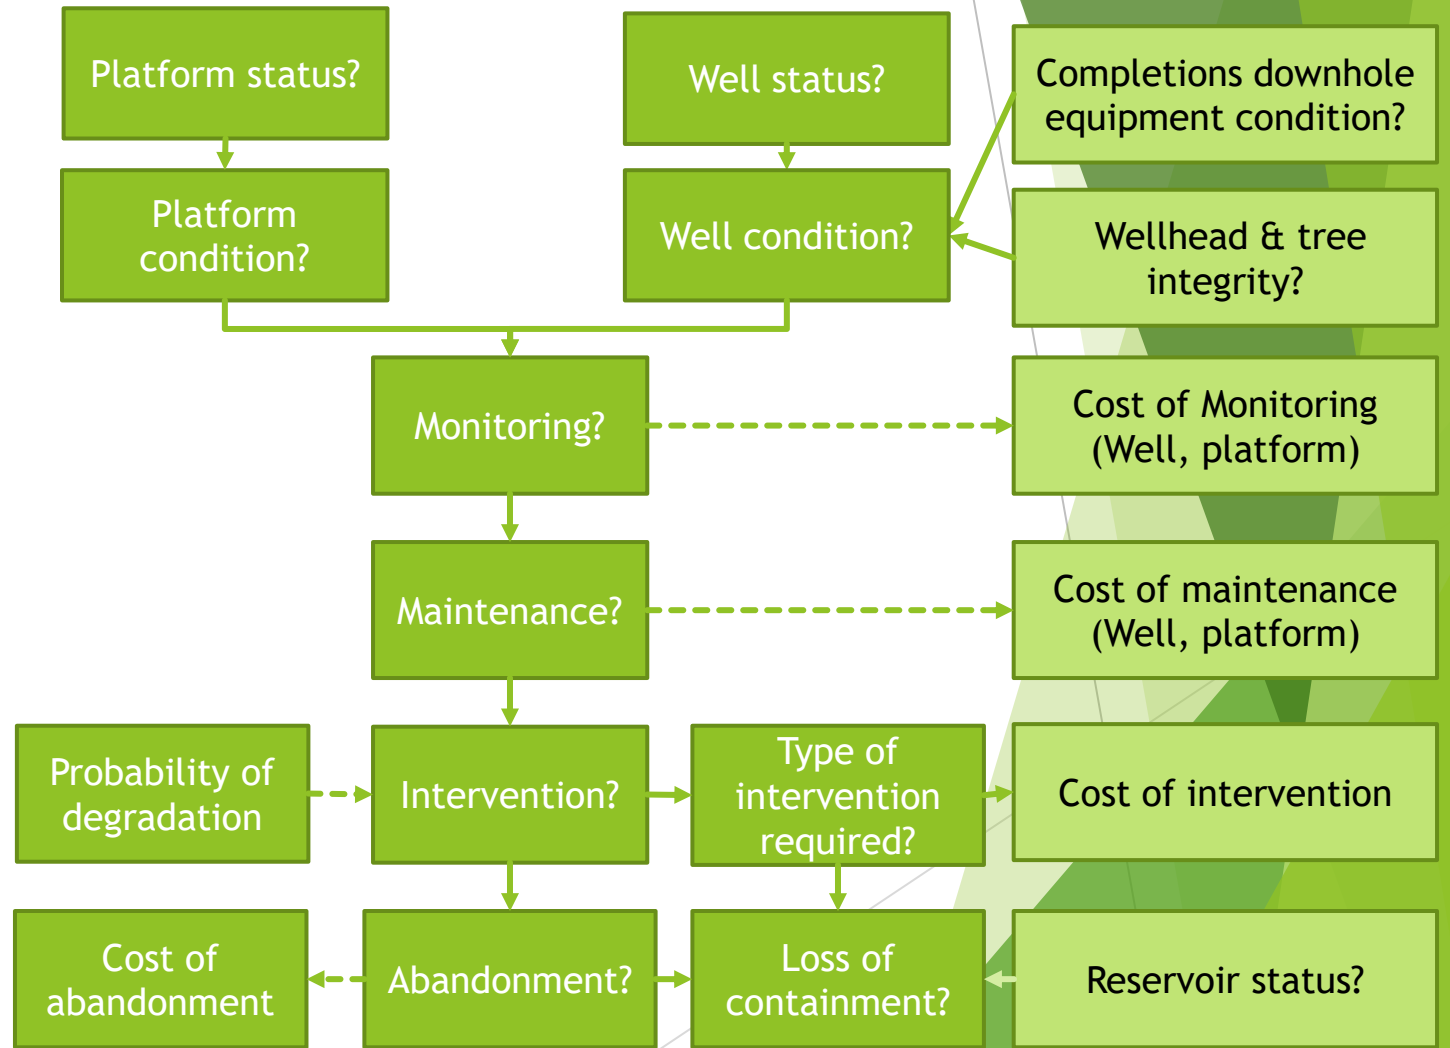 Platform status?
Well status?
Completions downhole
equipment condition?
Platform
condition?
Well condition?
Wellhead & tree
integrity?
Monitoring?
Cost of Monitoring
(Well, platform)
Maintenance?
Cost of maintenance
(Well, platform)
Probability of
degradation
Intervention?
Type of
intervention
required?
Cost of intervention
Cost of
abandonment
Abandonment?
Loss of
containment?
Reservoir status?